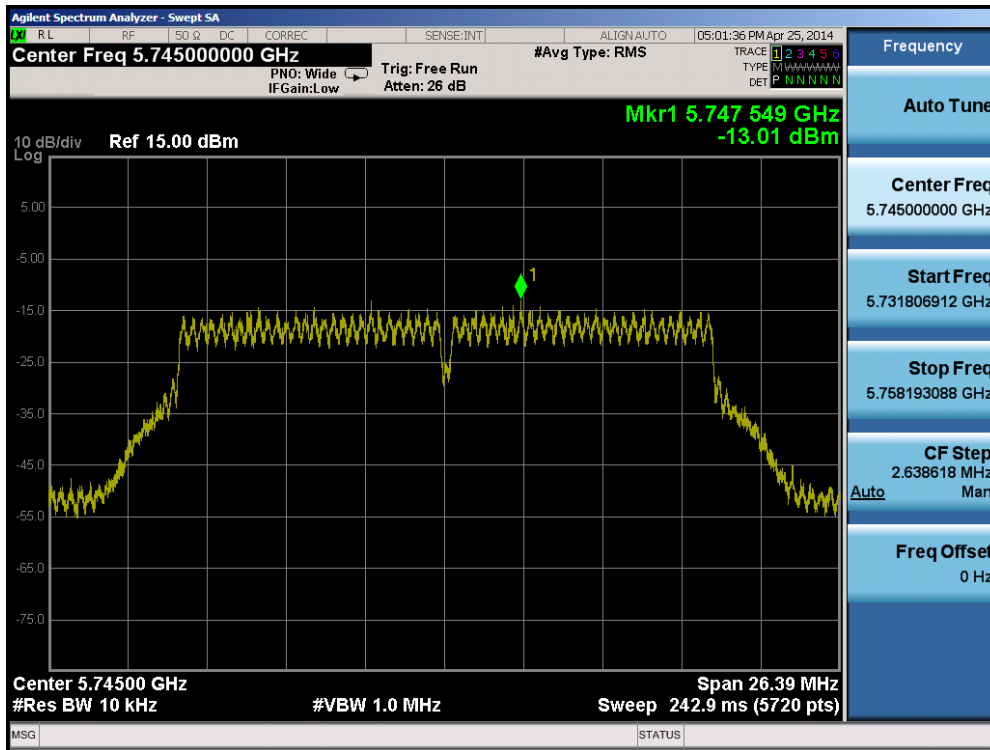 Agilent Spectrum Analyzer - Swept SA
LXI RL RF 50 Ω DC CORREC SENSE:INT ALIGNAUTO 05:01:36 PM Apr 25, 2014
Center Freq 5.745000000 GHz
PNO: Wide
IFGain:Low
Trig: Free Run
Atten: 26 dB
#Avg Type: RMS
TRACE 1 2 3 4 5 6
TYPE M WWWWW
DET P N N N N N
Mkr1 5.747 549 GHz
-13.01 dBm
10 dB/div Ref 15.00 dBm
Log
5.00
-5.00
1
-15.0
-25.0
-35.0
-45.0
-55.0
-65.0
-75.0
Center 5.74500 GHz Span 26.39 MHz
#Res BW 10 kHz #VBW 1.0 MHz Sweep 242.9 ms (5720 pts)
MSG STATUS
Frequency
Auto Tune
Center Freq
5.745000000 GHz
Start Freq
5.731806912 GHz
Stop Freq
5.758193088 GHz
CF Step
2.638618 MHz
Auto Man
Freq Offset
0 Hz